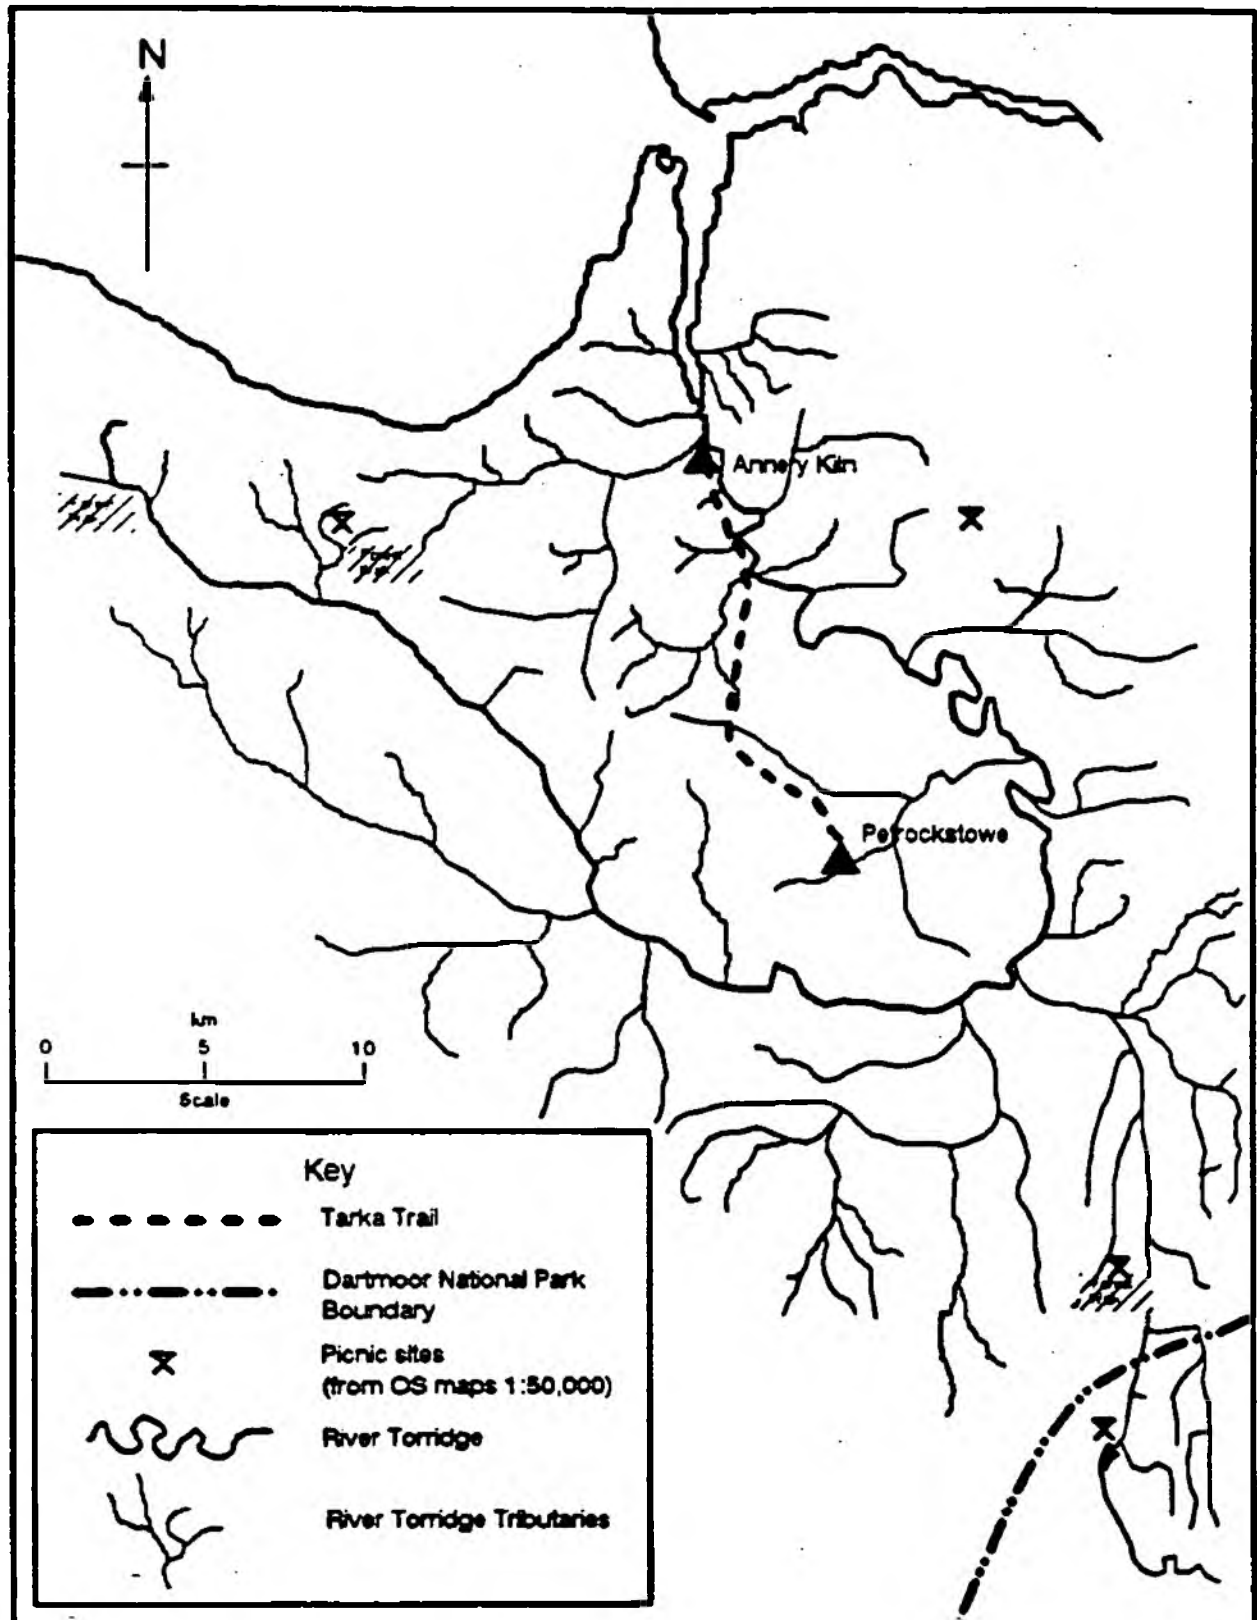 N
Annery Kiln
Petrockstowe
km
0 5 10
Scale
Key
Tarka Trail
Dartmoor National Park
Boundary
Picnic sites
(from OS maps 1:50,000)
River Torridge
River Torridge Tributaries